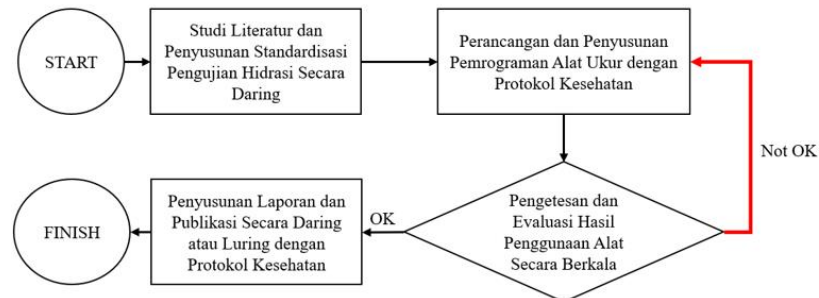 START
Studi Literatur dan
Penyusunan Standardisasi
Pengujian Hidrasi Secara
Daring
Perancangan dan Penyusunan
Pemrograman Alat Ukur dengan
Protokol Kesehatan
Not OK
Pengetesan dan
Evaluasi Hasil
Penggunaan Alat
Secara Berkala
OK
Penyusunan Laporan dan
Publikasi Secara Daring
atau Luring dengan
Protokol Kesehatan
FINISH